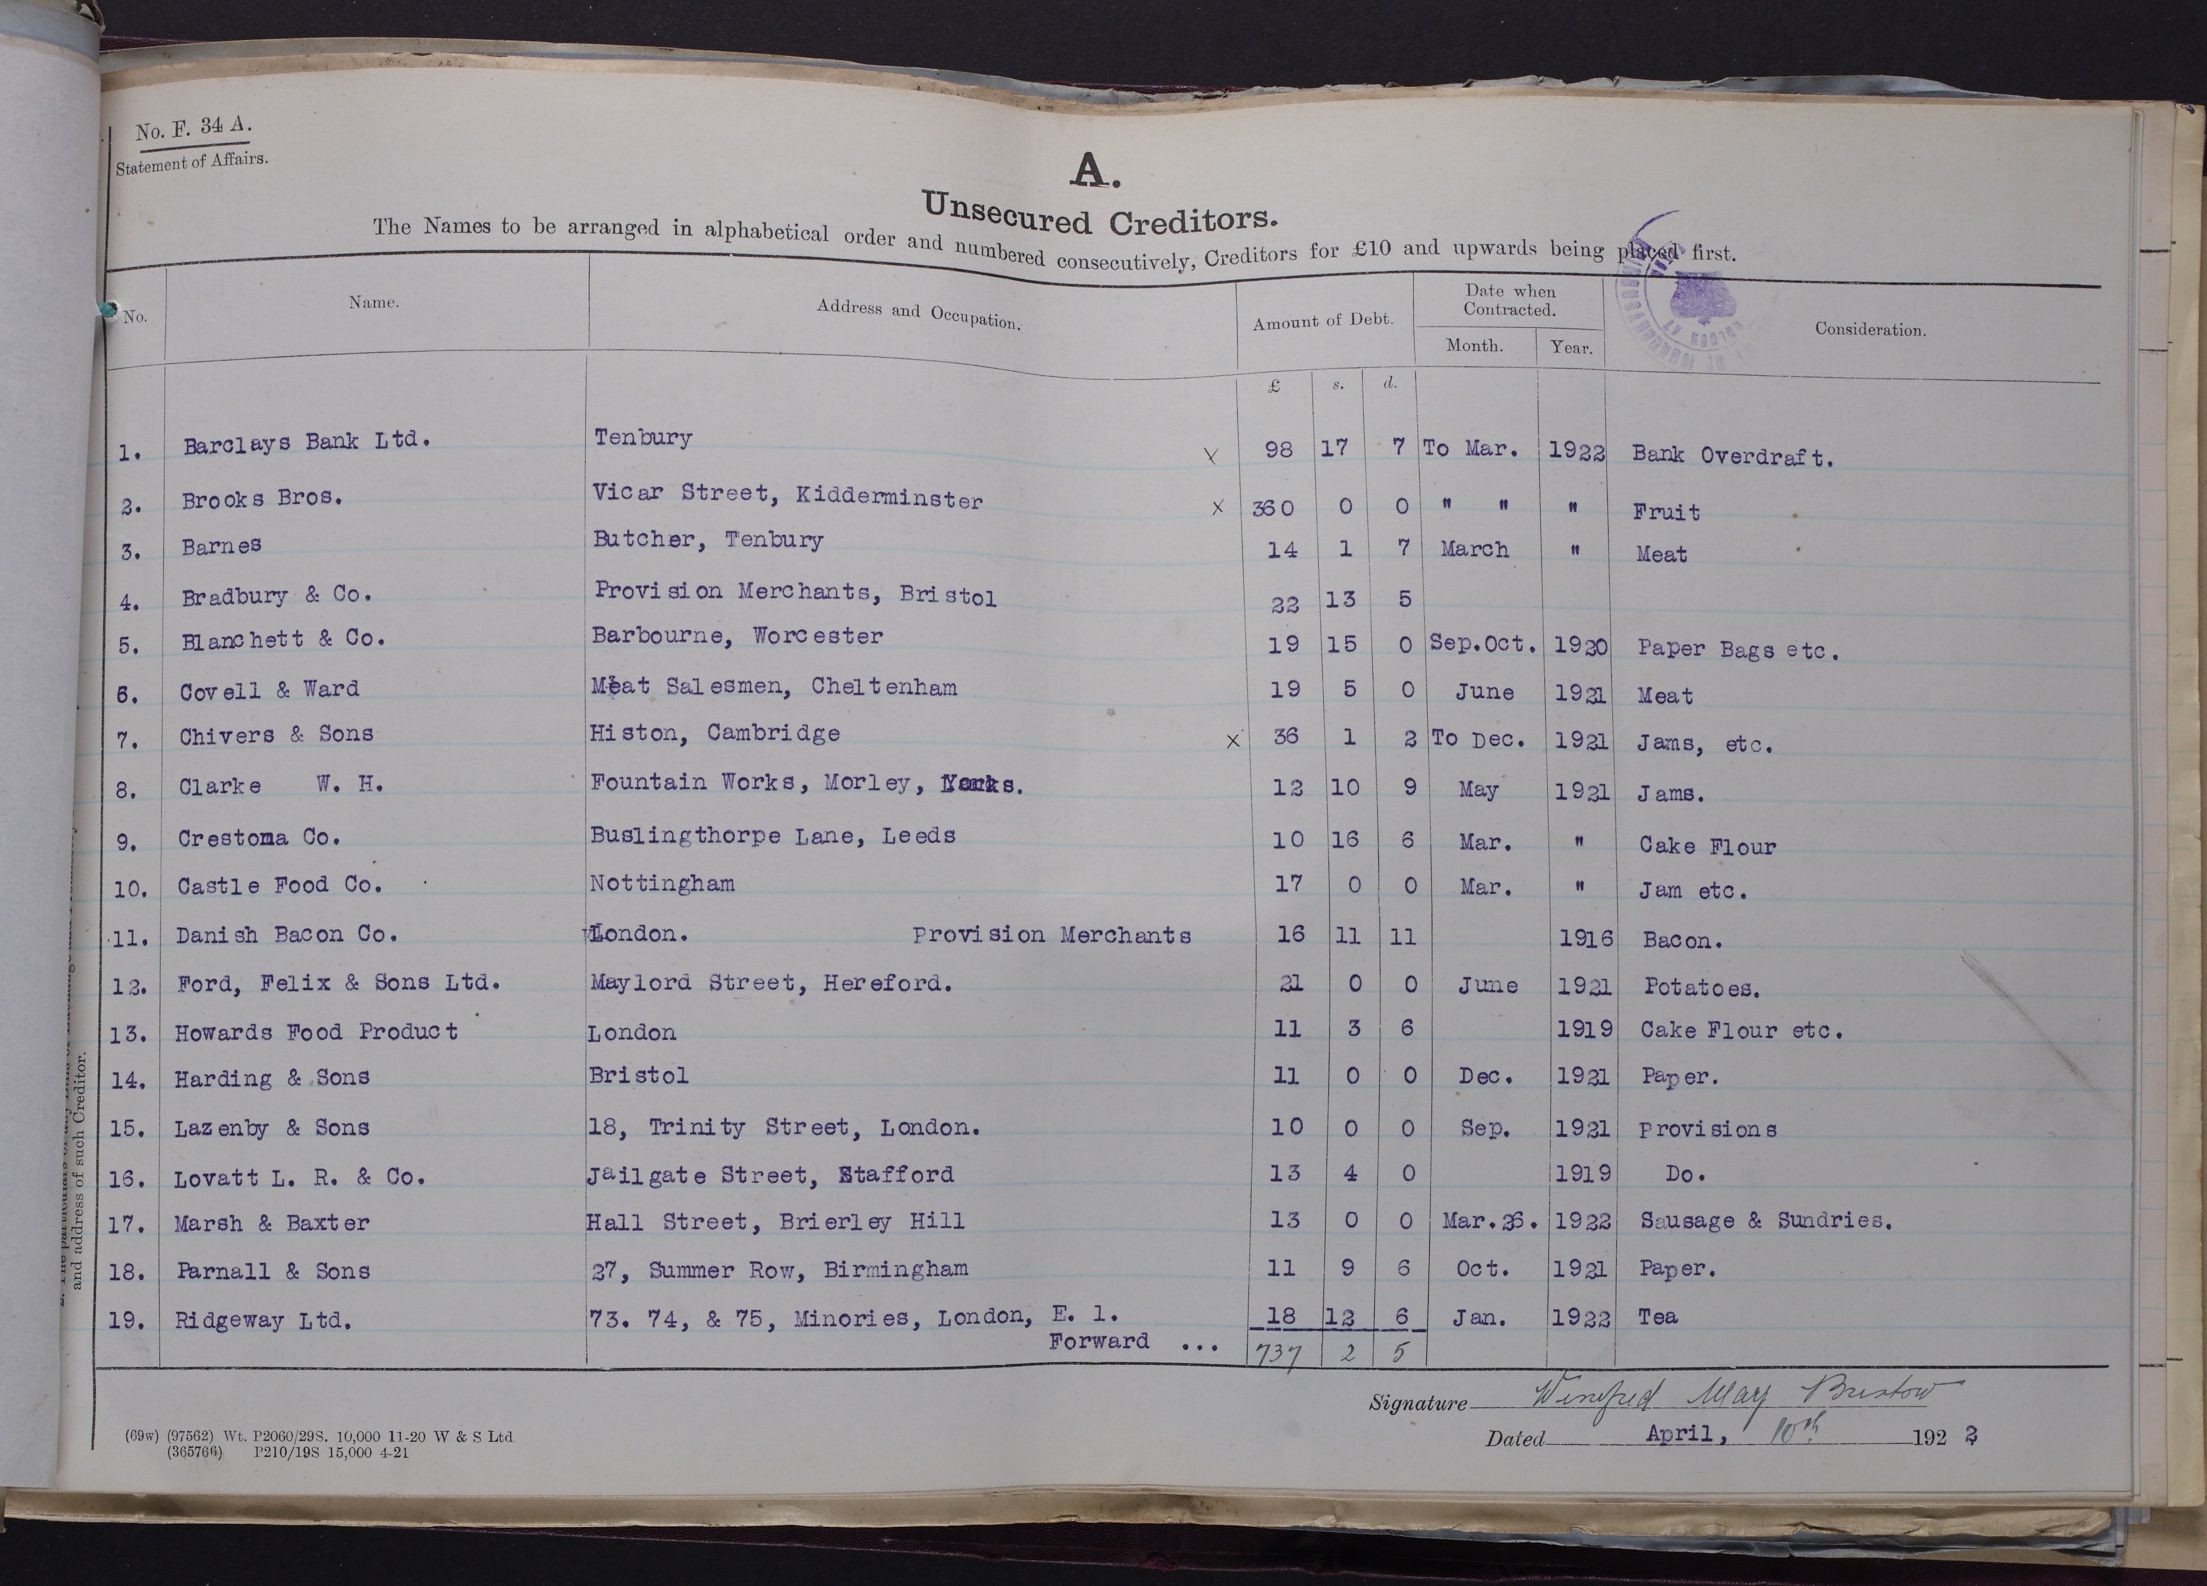 No. F. 34 A.
Statement of Affairs.
A.
Unsecured Creditors.
The Names to be arranged in alphabetical order and numbered consecutively, Creditors for £10 and upwards being placed first.
No. Name. Address and Occupation. Amount of Debt. Date when Contracted. Month. Year. Consideration.
£ s. d.
1. Barclays Bank Ltd. Tenbury X 98 17 7 To Mar. 1922 Bank Overdraft.
2. Brooks Bros. Vicar Street, Kidderminster X 360 0 0 " " " Fruit
3. Barnes Butcher, Tenbury 14 1 7 March " Meat
4. Bradbury & Co. Provision Merchants, Bristol 22 13 5
5. Blanchett & Co. Barbourne, Worcester 19 15 0 Sep.Oct. 1920 Paper Bags etc.
6. Covell & Ward Meat Salesmen, Cheltenham 19 5 0 June 1921 Meat
7. Chivers & Sons Histon, Cambridge X 36 1 2 To Dec. 1921 Jams, etc.
8. Clarke W. H. Fountain Works, Morley, Yorks. 12 10 9 May 1921 Jams.
9. Crestona Co. Buslingthorpe Lane, Leeds 10 16 6 Mar. " Cake Flour
10. Castle Food Co. Nottingham 17 0 0 Mar. " Jam etc.
11. Danish Bacon Co. London. Provision Merchants 16 11 11 1916 Bacon.
12. Ford, Felix & Sons Ltd. Maylord Street, Hereford. 21 0 0 June 1921 Potatoes.
13. Howards Food Product London 11 3 6 1919 Cake Flour etc.
14. Harding & Sons Bristol 11 0 0 Dec. 1921 Paper.
15. Lazenby & Sons 18, Trinity Street, London. 10 0 0 Sep. 1921 Provisions
16. Lovatt L. R. & Co. Jailgate Street, Stafford 13 4 0 1919 Do.
17. Marsh & Baxter Hall Street, Brierley Hill 13 0 0 Mar.26. 1922 Sausage & Sundries.
18. Parnall & Sons 27, Summer Row, Birmingham 11 9 6 Oct. 1921 Paper.
19. Ridgeway Ltd. 73. 74, & 75, Minories, London, E. 1. 18 12 6 Jan. 1922 Tea
Forward ... 737 2 5
Signature Winifred May Bristow
Dated April, 10th 1922
(69w) (97562) Wt. P2060/29S. 10,000 11-20 W & S Ltd.
(365766) P210/19S 15,000 4-21
and address of such Creditor.